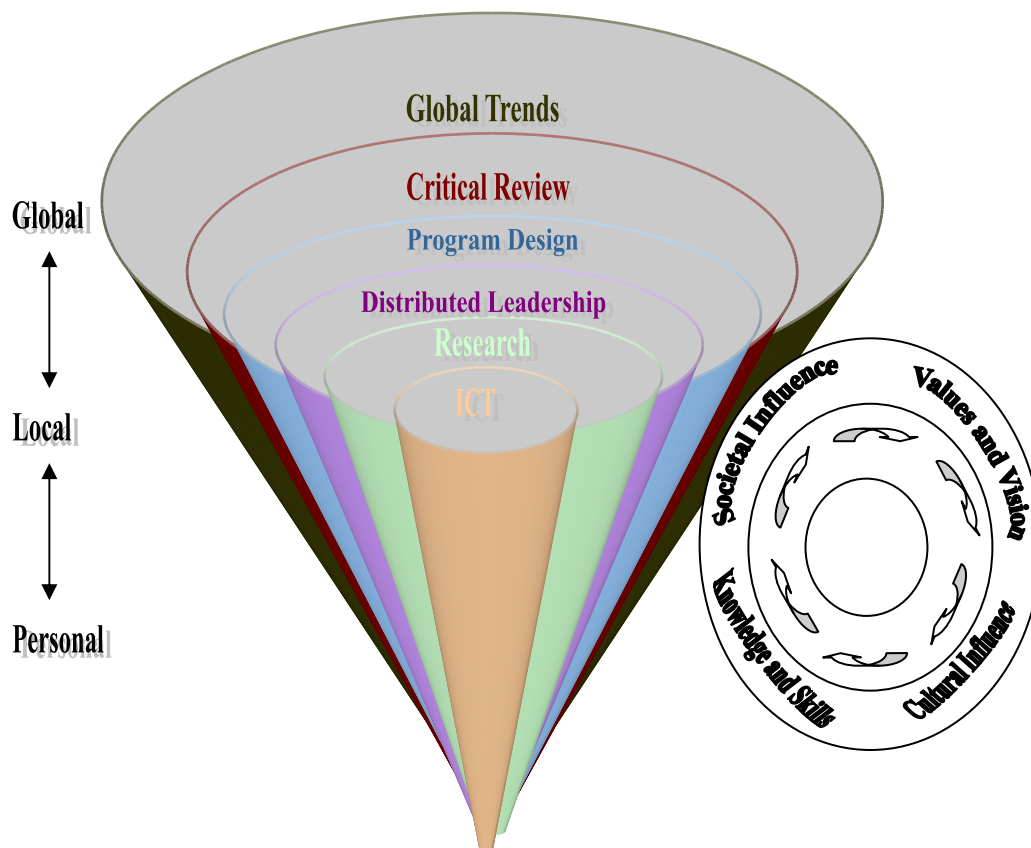 Global Trends
Critical Review
Program Design
Distributed Leadership
Research
ICT
Global
Local
Personal
Societal Influence
Values and Vision
Knowledge and Skills
Cultural Influence